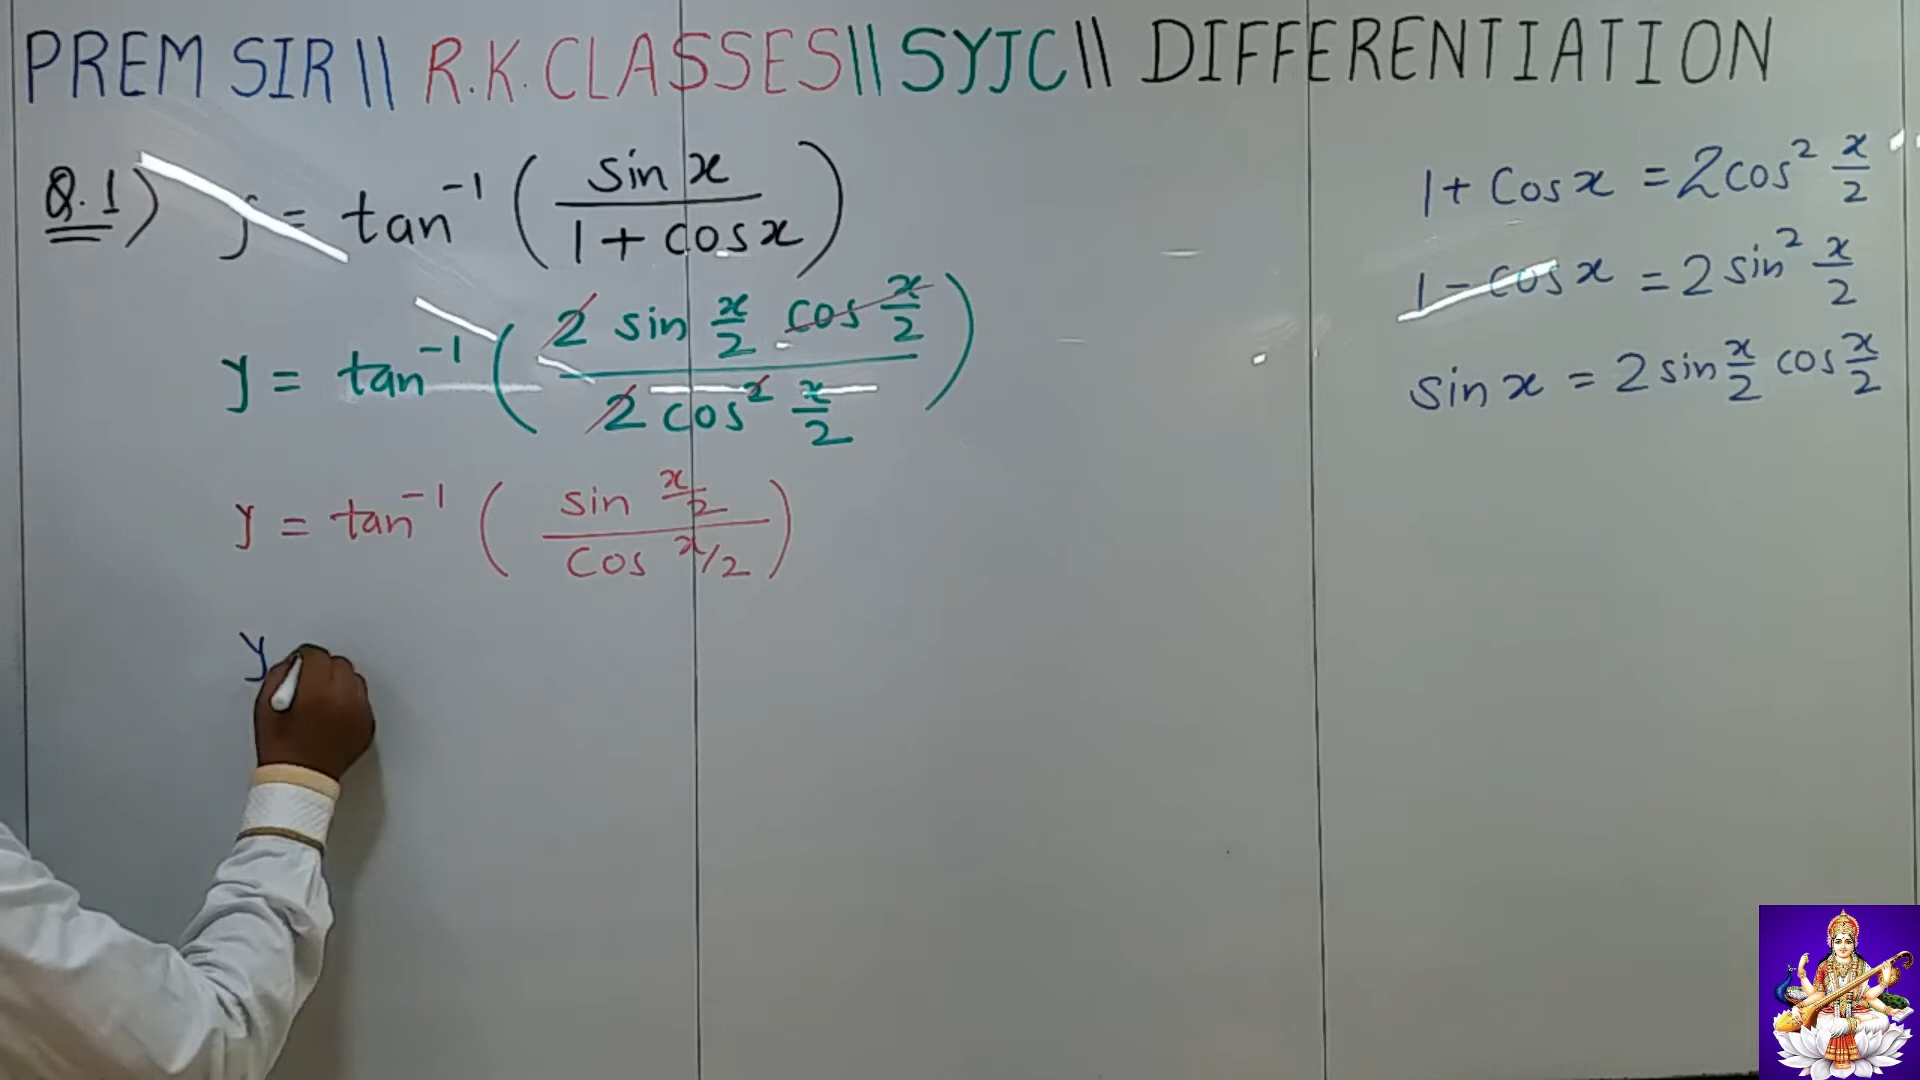 PREM SIR || R.K. CLASSES || SYJC || DIFFERENTIATION
Q.1) y = tan⁻¹ ( sin x / 1 + cos x )
y = tan⁻¹ ( 2 sin x/2 cos x/2 / 2 cos² x/2 )
y = tan⁻¹ ( sin x/2 / cos x/2 )
y
1 + cos x = 2 cos² x/2
1 - cos x = 2 sin² x/2
sin x = 2 sin x/2 cos x/2